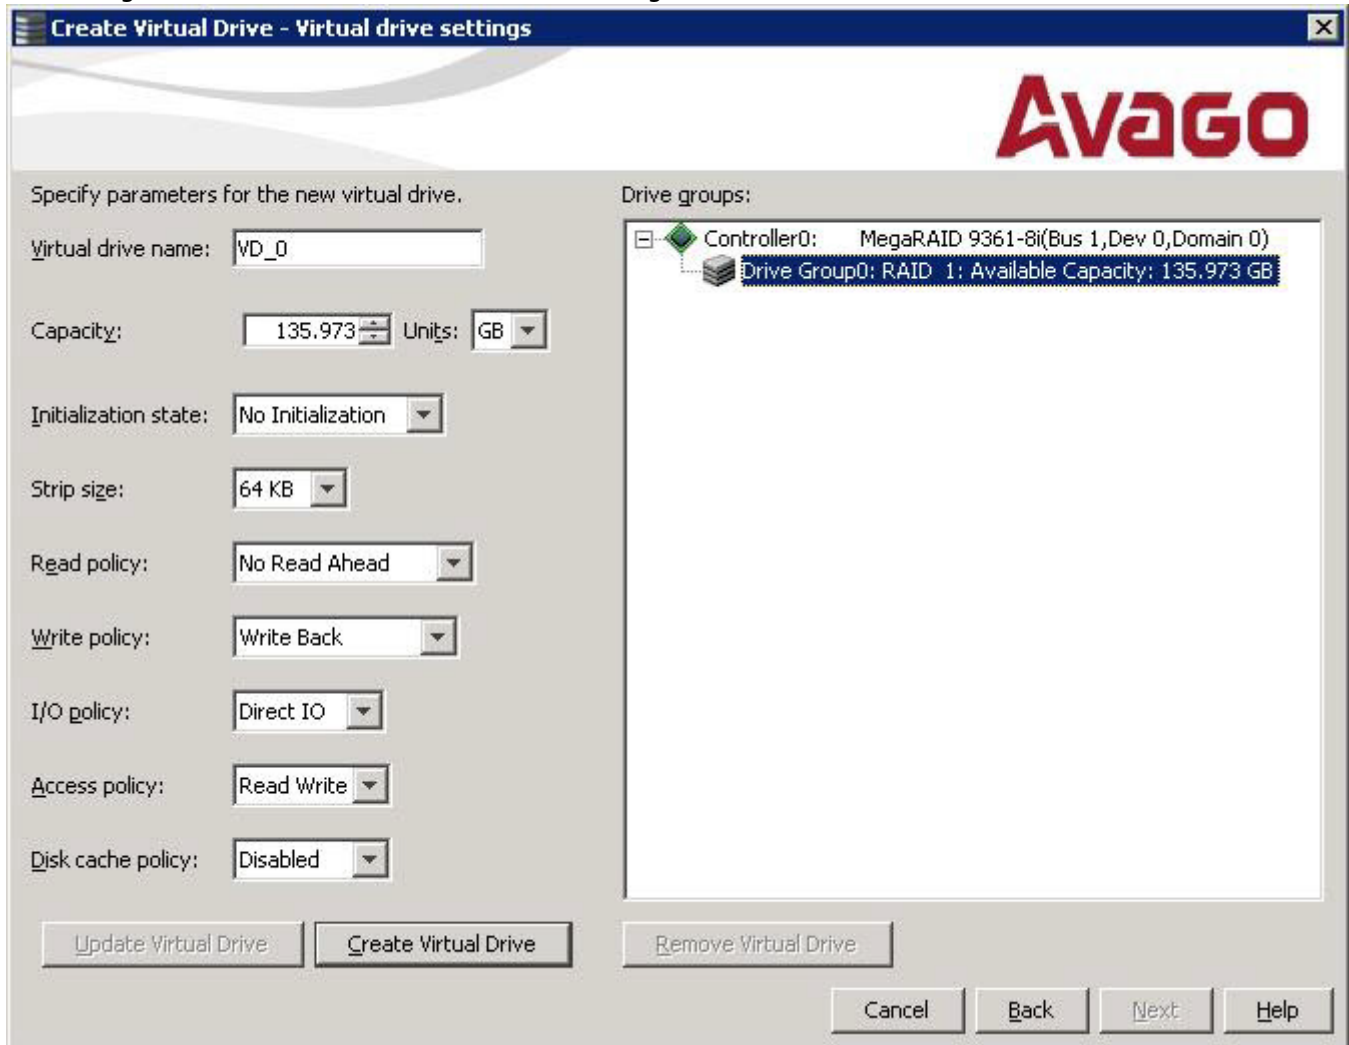 Create Virtual Drive - Virtual drive settings
AVAGO
Specify parameters for the new virtual drive.
Virtual drive name: VD_0
Capacity: 135.973 Units: GB
Initialization state: No Initialization
Strip size: 64 KB
Read policy: No Read Ahead
Write policy: Write Back
I/O policy: Direct IO
Access policy: Read Write
Disk cache policy: Disabled
Drive groups:
Controller0: MegaRAID 9361-8i(Bus 1,Dev 0,Domain 0)
Drive Group0: RAID 1: Available Capacity: 135.973 GB
Update Virtual Drive Create Virtual Drive Remove Virtual Drive
Cancel Back Next Help